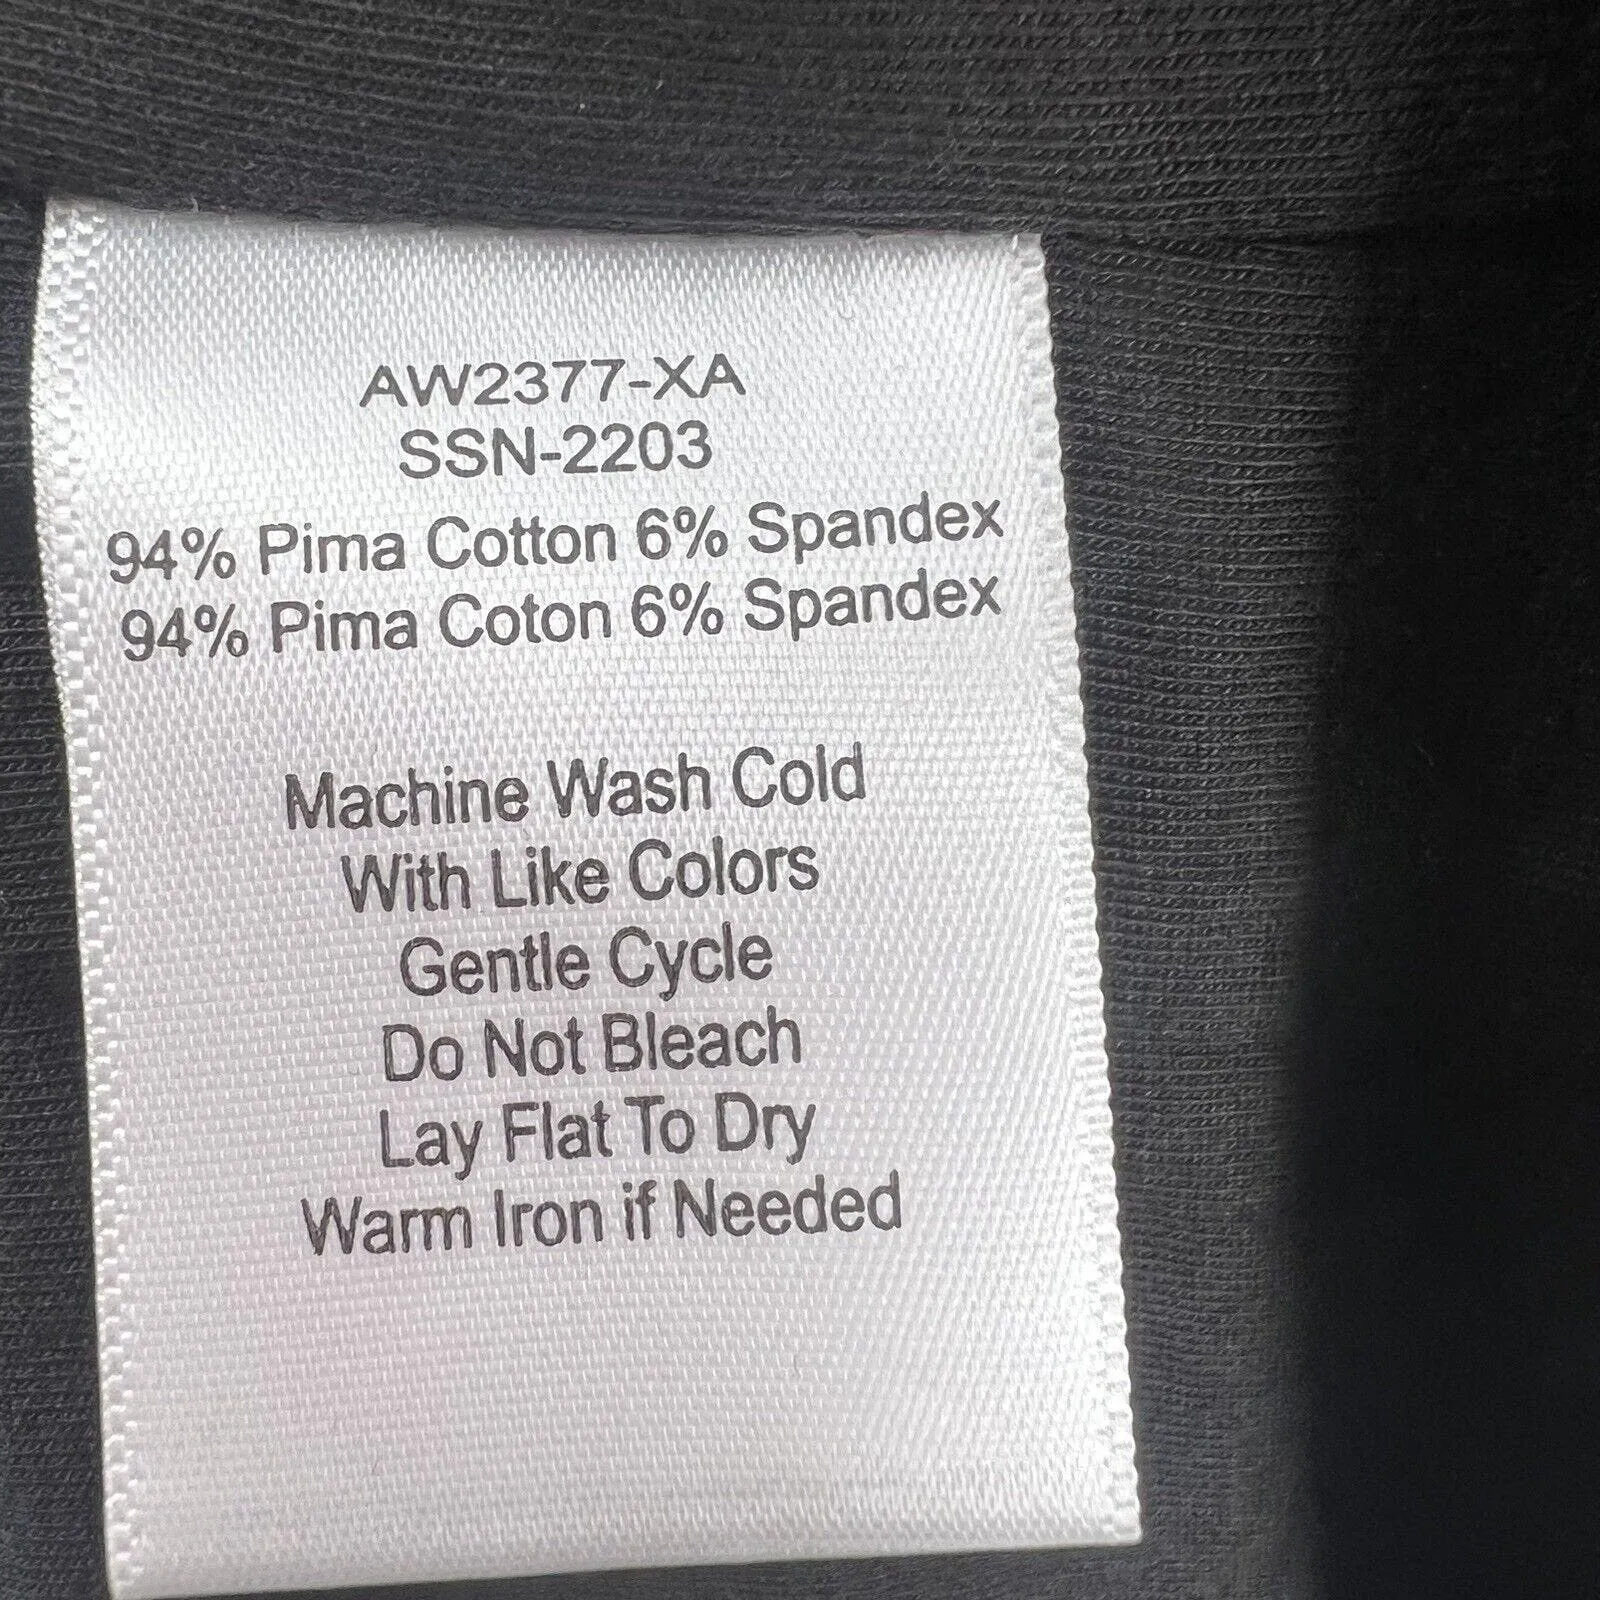 AW2377-XA
SSN-2203
94% Pima Cotton 6% Spandex
94% Pima Coton 6% Spandex
Machine Wash Cold
With Like Colors
Gentle Cycle
Do Not Bleach
Lay Flat To Dry
Warm Iron if Needed